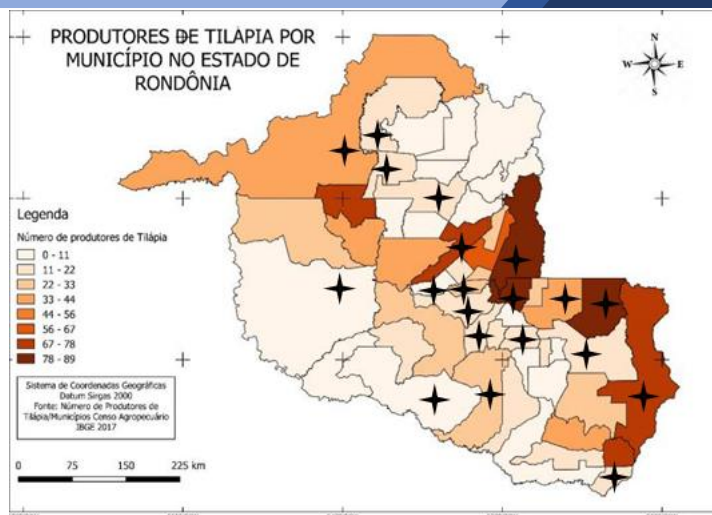 PRODUTORES DE TILÁPIA POR
MUNICÍPIO NO ESTADO DE
RONDÔNIA
N
W E
S
Legenda
Número de produtores de Tilápia
0 - 11
11 - 22
22 - 33
33 - 44
44 - 56
56 - 67
67 - 78
78 - 89
Sistema de Coordenadas Geográficas
Datum Sirgas 2000
Fonte: Número de Produtores de
Tilápia/Municípios Censo Agropecuário
IBGE 2017
0 75 150 225 km